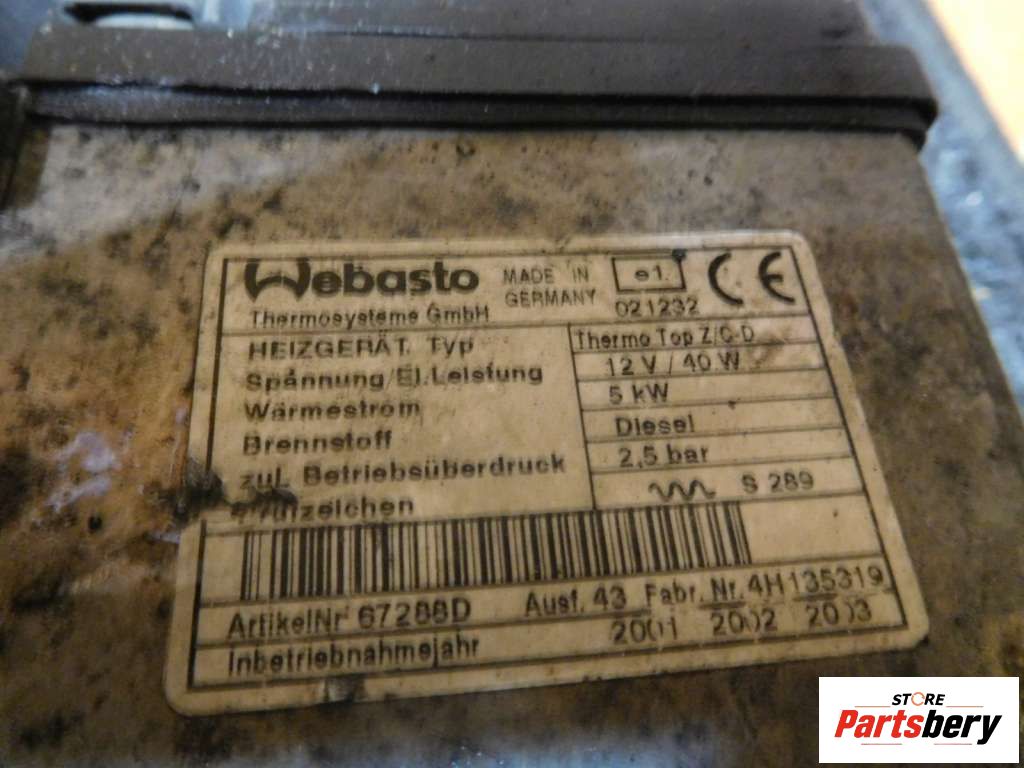 Webasto
Thermosysteme GmbH
MADE IN
GERMANY
e1.
021232
CE
HEIZGERÄT Typ
Thermo Top Z/C-D
Spannung/El.Leistung
12 V / 40 W
Wärmestrom
5 kW
Brennstoff
Diesel
zul. Betriebsüberdruck
2,5 bar
Prüfzeichen
S 289
ArtikelNr 67288D Ausf. 43 Fabr. Nr. 4H135319
Inbetriebnahmejahr 2001 2002 2003
STORE
Partsbery